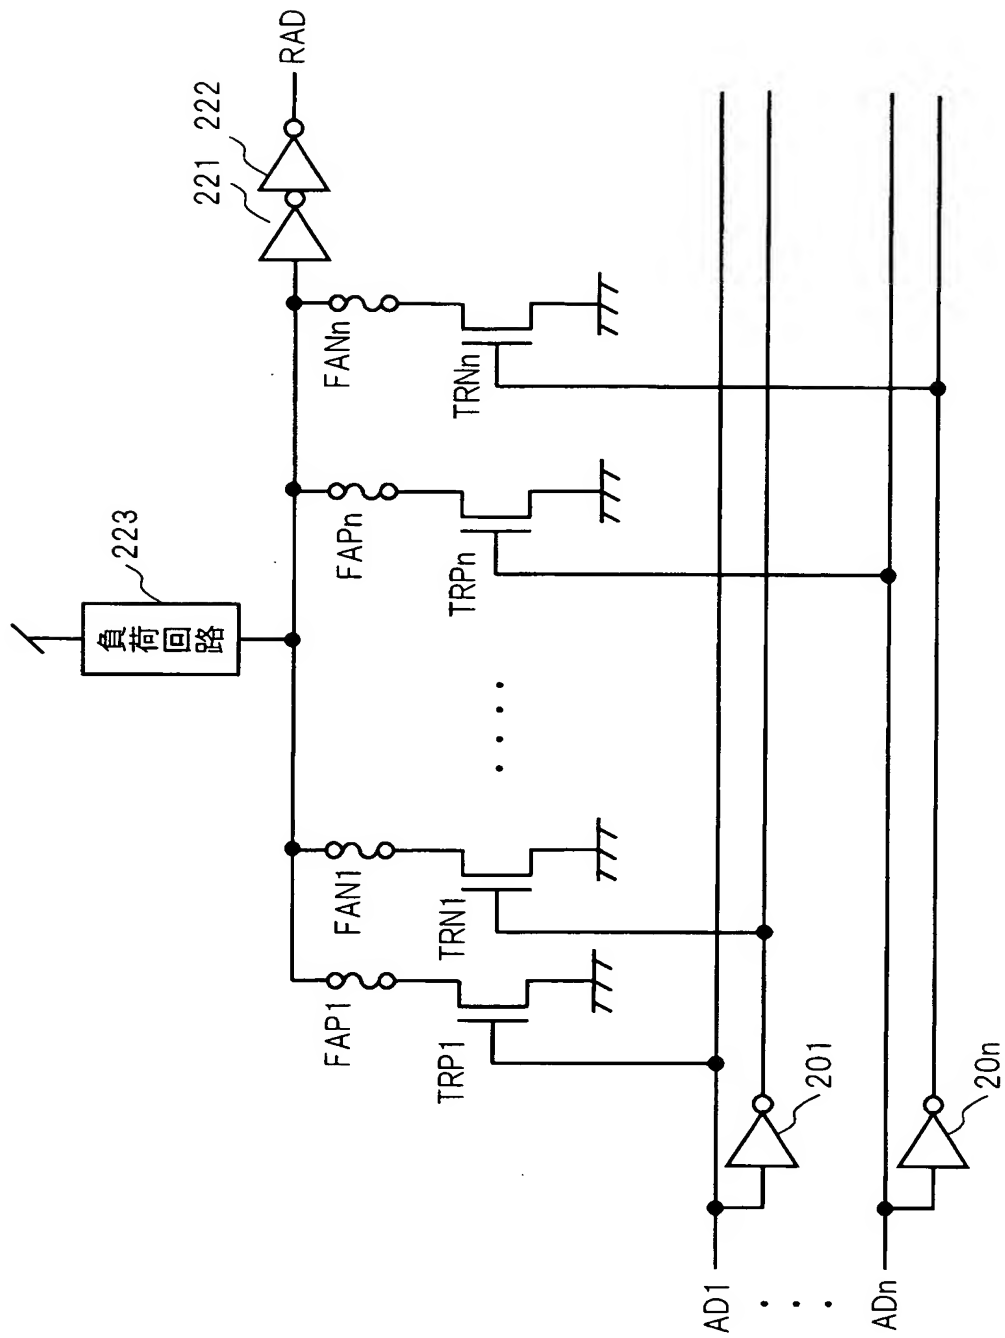 223
負荷回路
221
222
RAD
FAP1
FAN1
FAPn
FANn
TRP1
TRN1
TRPn
TRNn
AD1
201
ADn
20n